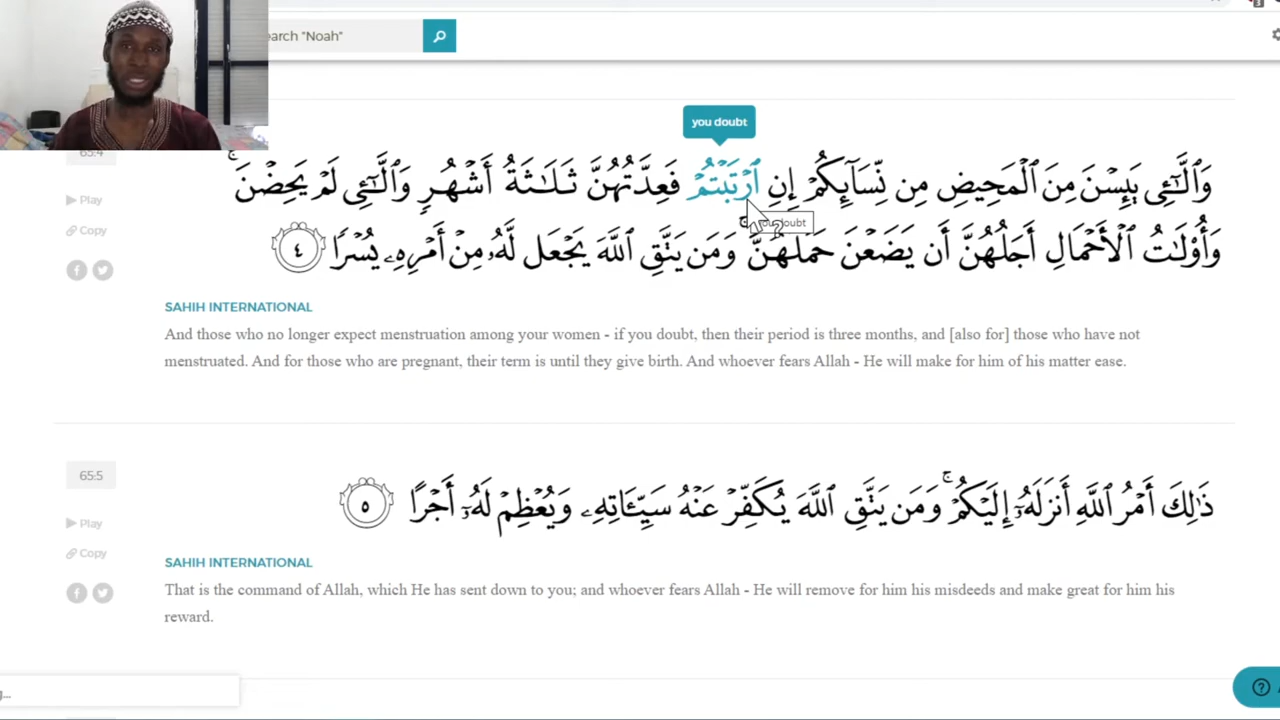 earch "Noah"
you doubt
65:4
وَٱلَّٰٓـِٔى يَئِسْنَ مِنَ ٱلْمَحِيضِ مِن نِّسَآئِكُمْ إِنِ ٱرْتَبْتُمْ فَعِدَّتُهُنَّ ثَلَٰثَةُ أَشْهُرٍ وَٱلَّٰٓـِٔى لَمْ يَحِضْنَ ۚ
Play
doubt
وَأُو۟لَٰتُ ٱلْأَحْمَالِ أَجَلُهُنَّ أَن يَضَعْنَ حَمْلَهُنَّ ۚ وَمَن يَتَّقِ ٱللَّهَ يَجْعَل لَّهُۥ مِنْ أَمْرِهِۦ يُسْرًا ٤
Copy
SAHIH INTERNATIONAL
And those who no longer expect menstruation among your women - if you doubt, then their period is three months, and [also for] those who have not
menstruated. And for those who are pregnant, their term is until they give birth. And whoever fears Allah - He will make for him of his matter ease.
65:5
ذَٰلِكَ أَمْرُ ٱللَّهِ أَنزَلَهُۥٓ إِلَيْكُمْ ۚ وَمَن يَتَّقِ ٱللَّهَ يُكَفِّرْ عَنْهُ سَيِّـَٔاتِهِۦ وَيُعْظِمْ لَهُۥٓ أَجْرًا ٥
Play
Copy
SAHIH INTERNATIONAL
That is the command of Allah, which He has sent down to you; and whoever fears Allah - He will remove for him his misdeeds and make great for him his
reward.